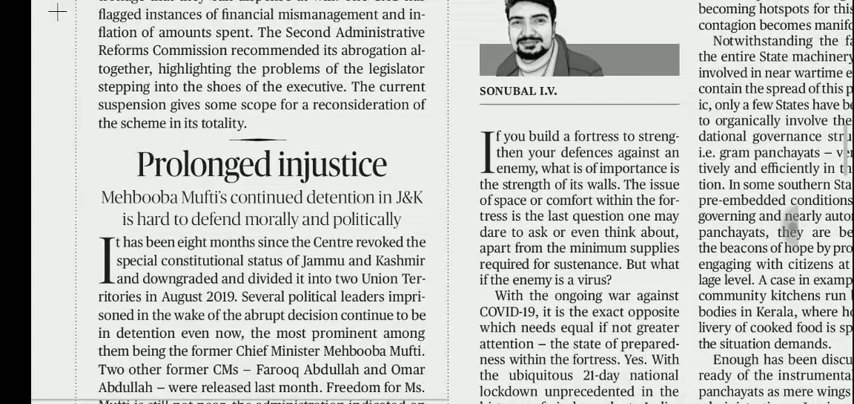 flagged instances of financial mismanagement and in-
flation of amounts spent. The Second Administrative
Reforms Commission recommended its abrogation al-
together, highlighting the problems of the legislator
stepping into the shoes of the executive. The current
suspension gives some scope for a reconsideration of
the scheme in its totality.
Prolonged injustice
Mehbooba Mufti's continued detention in J&K
is hard to defend morally and politically
It has been eight months since the Centre revoked the
special constitutional status of Jammu and Kashmir
and downgraded and divided it into two Union Ter-
ritories in August 2019. Several political leaders impri-
soned in the wake of the abrupt decision continue to be
in detention even now, the most prominent among
them being the former Chief Minister Mehbooba Mufti.
Two other former CMs – Farooq Abdullah and Omar
Abdullah – were released last month. Freedom for Ms.
SONUBAL I.V.
If you build a fortress to streng-
then your defences against an
enemy, what is of importance is
the strength of its walls. The issue
of space or comfort within the for-
tress is the last question one may
dare to ask or even think about,
apart from the minimum supplies
required for sustenance. But what
if the enemy is a virus?
With the ongoing war against
COVID-19, it is the exact opposite
which needs equal if not greater
attention – the state of prepared-
ness within the fortress. Yes. With
the ubiquitous 21-day national
lockdown unprecedented in the
becoming hotspots for this
contagion becomes
Notwithstanding the
the entire State machinery
involved in near wartime
contain the spread of this
ic, only a few States have
to organically involve the
dational governance
i.e. gram panchayats –
tively and efficiently in
tion. In some southern
pre-embedded conditions
governing and nearly
panchayats, they are
the beacons of hope by
engaging with citizens at
lage level. A case in
community kitchens run
bodies in Kerala, where
livery of cooked food is
the situation demands.
Enough has been
ready of the
panchayats as mere wings